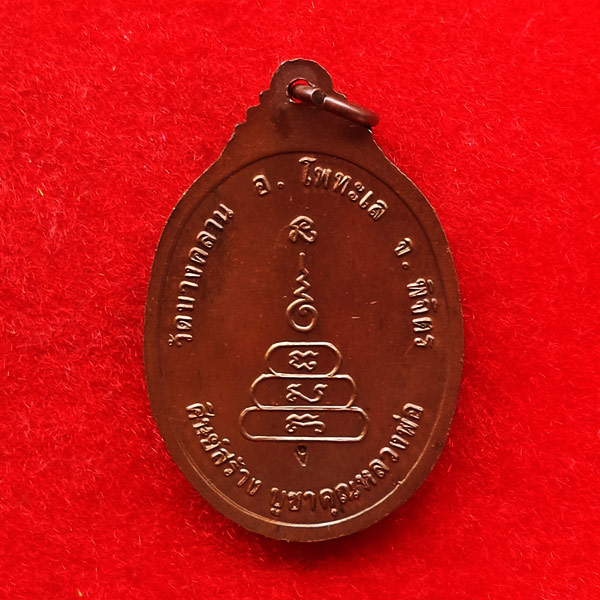 วัดบางคลาน อ. โพทะเล จ. พิจิตร
ศิษย์สร้าง บูชาคุณหลวงพ่อ